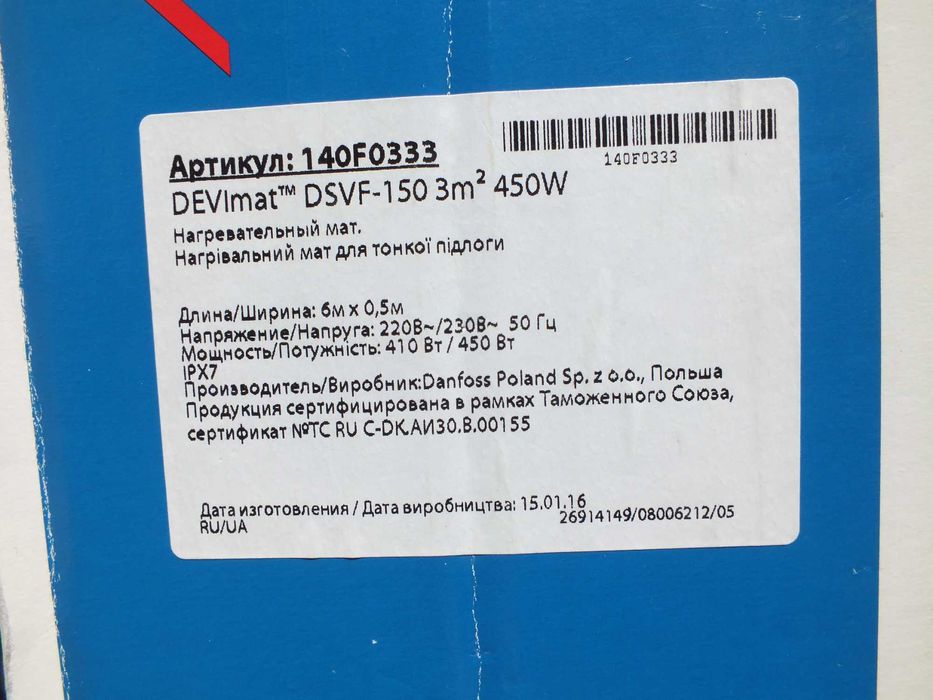 Артикул: 140F0333
140F0333
DEVImat™ DSVF-150 3m² 450W
Нагревательный мат.
Нагрівальний мат для тонкої підлоги
Длина/Ширина: 6м x 0,5м
Напряжение/Напруга: 220В~/230В~ 50 Гц
Мощность/Потужність: 410 Вт / 450 Вт
IPX7
Производитель/Виробник:Danfoss Poland Sp. z o.o., Польша
Продукция сертифицирована в рамках Таможенного Союза,
сертификат №ТС RU C-DK.АИ30.В.00155
Дата изготовления / Дата виробництва: 15.01.16
RU/UA
26914149/08006212/05